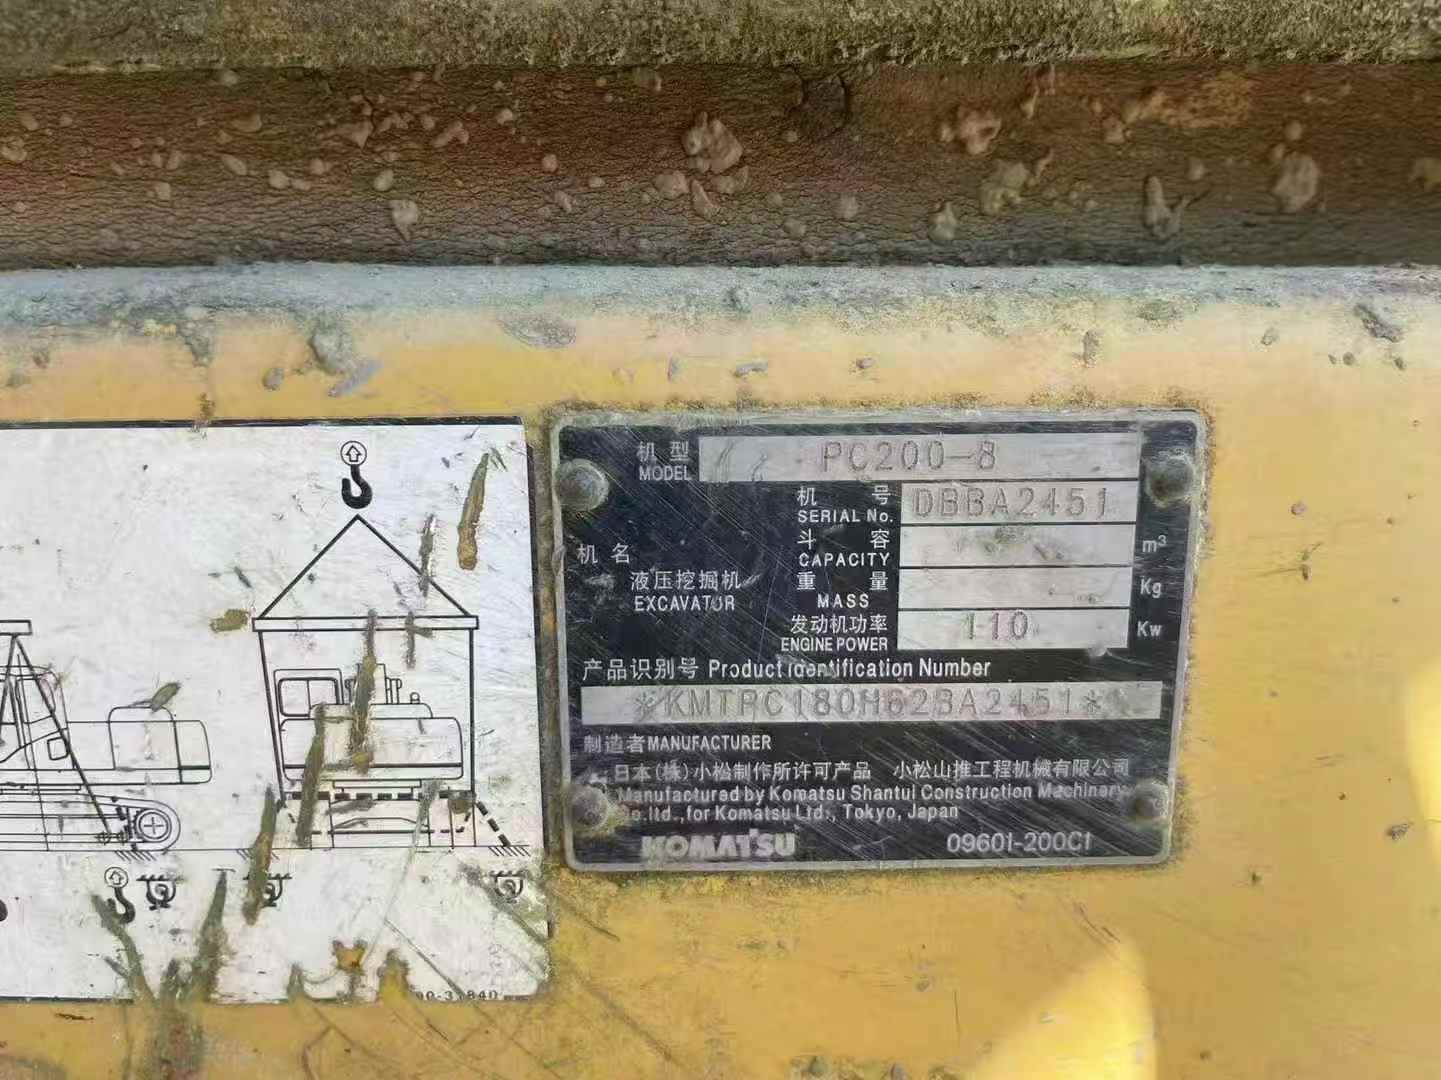 机型 MODEL PC200-8
机号 SERIAL No. DBBA2451
机名 液压挖掘机 EXCAVATOR
斗容 CAPACITY m³
重量 MASS Kg
发动机功率 ENGINE POWER 110 Kw
产品识别号 Product identification Number
制造者 MANUFACTURER
日本(株)小松制作所许可产品 小松山推工程机械有限公司
Manufactured by Komatsu Shantui Construction Machinery
Co.ltd.,for Komatsu Ltd., Tokyo, Japan
KOMATSU 09601-200C1